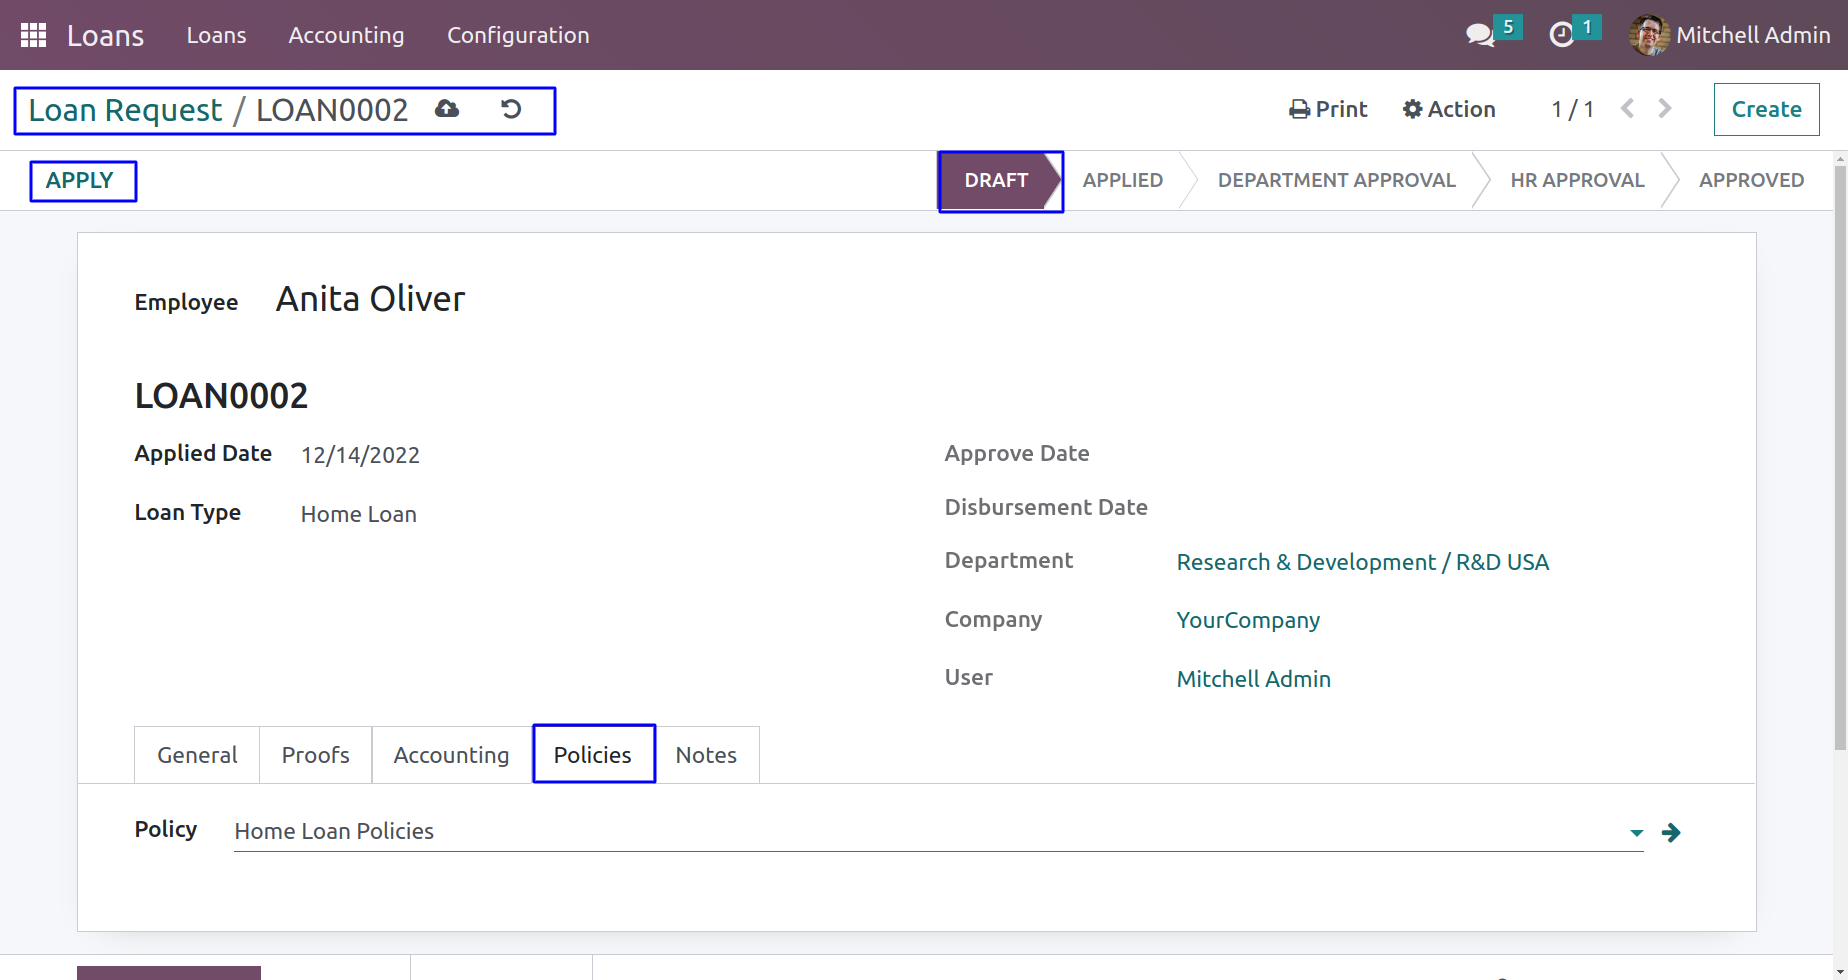 Loans Loans Accounting Configuration 5 1 Mitchell Admin
Loan Request / LOAN0002 Print Action 1 / 1 Create
APPLY DRAFT APPLIED DEPARTMENT APPROVAL HR APPROVAL APPROVED
Employee Anita Oliver
LOAN0002
Applied Date 12/14/2022 Approve Date
Loan Type Home Loan Disbursement Date
Department Research & Development / R&D USA
Company YourCompany
User Mitchell Admin
General Proofs Accounting Policies Notes
Policy Home Loan Policies